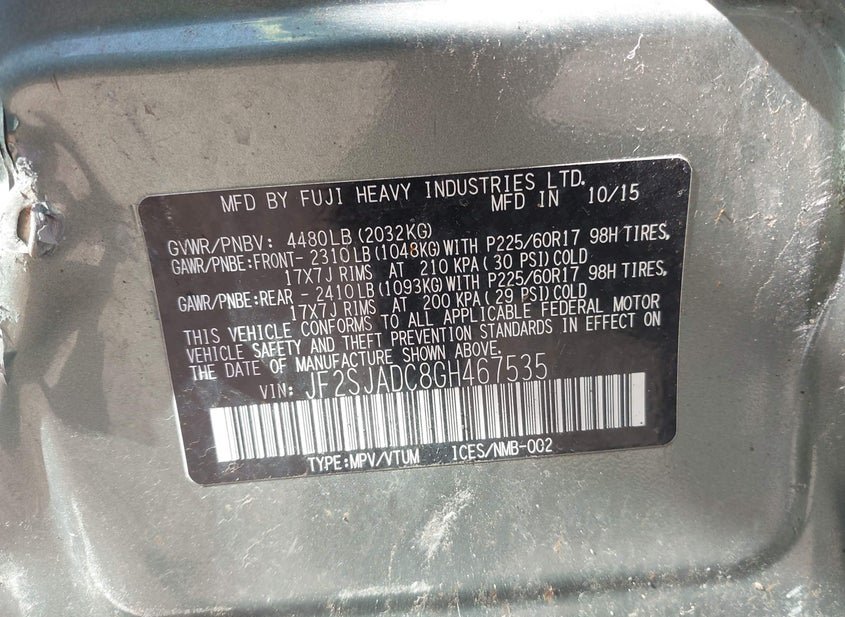 MFD BY FUJI HEAVY INDUSTRIES LTD.
MFD IN 10/15
GVWR/PNBV: 4480LB(2032KG)
GAWR/PNBE:FRONT- 2310LB(1048KG)WITH P225/60R17 98H TIRES,
17X7J RIMS AT 210 KPA(30 PSI)COLD
GAWR/PNBE:REAR - 2410LB(1093KG)WITH P225/60R17 98H TIRES,
17X7J RIMS AT 200 KPA(29 PSI)COLD
THIS VEHICLE CONFORMS TO ALL APPLICABLE FEDERAL MOTOR
VEHICLE SAFETY AND THEFT PREVENTION STANDARDS IN EFFECT ON
THE DATE OF MANUFACTURE SHOWN ABOVE.
VIN: JF2SJADC8GH467535
TYPE:MPV/VTUM ICES/NMB-002